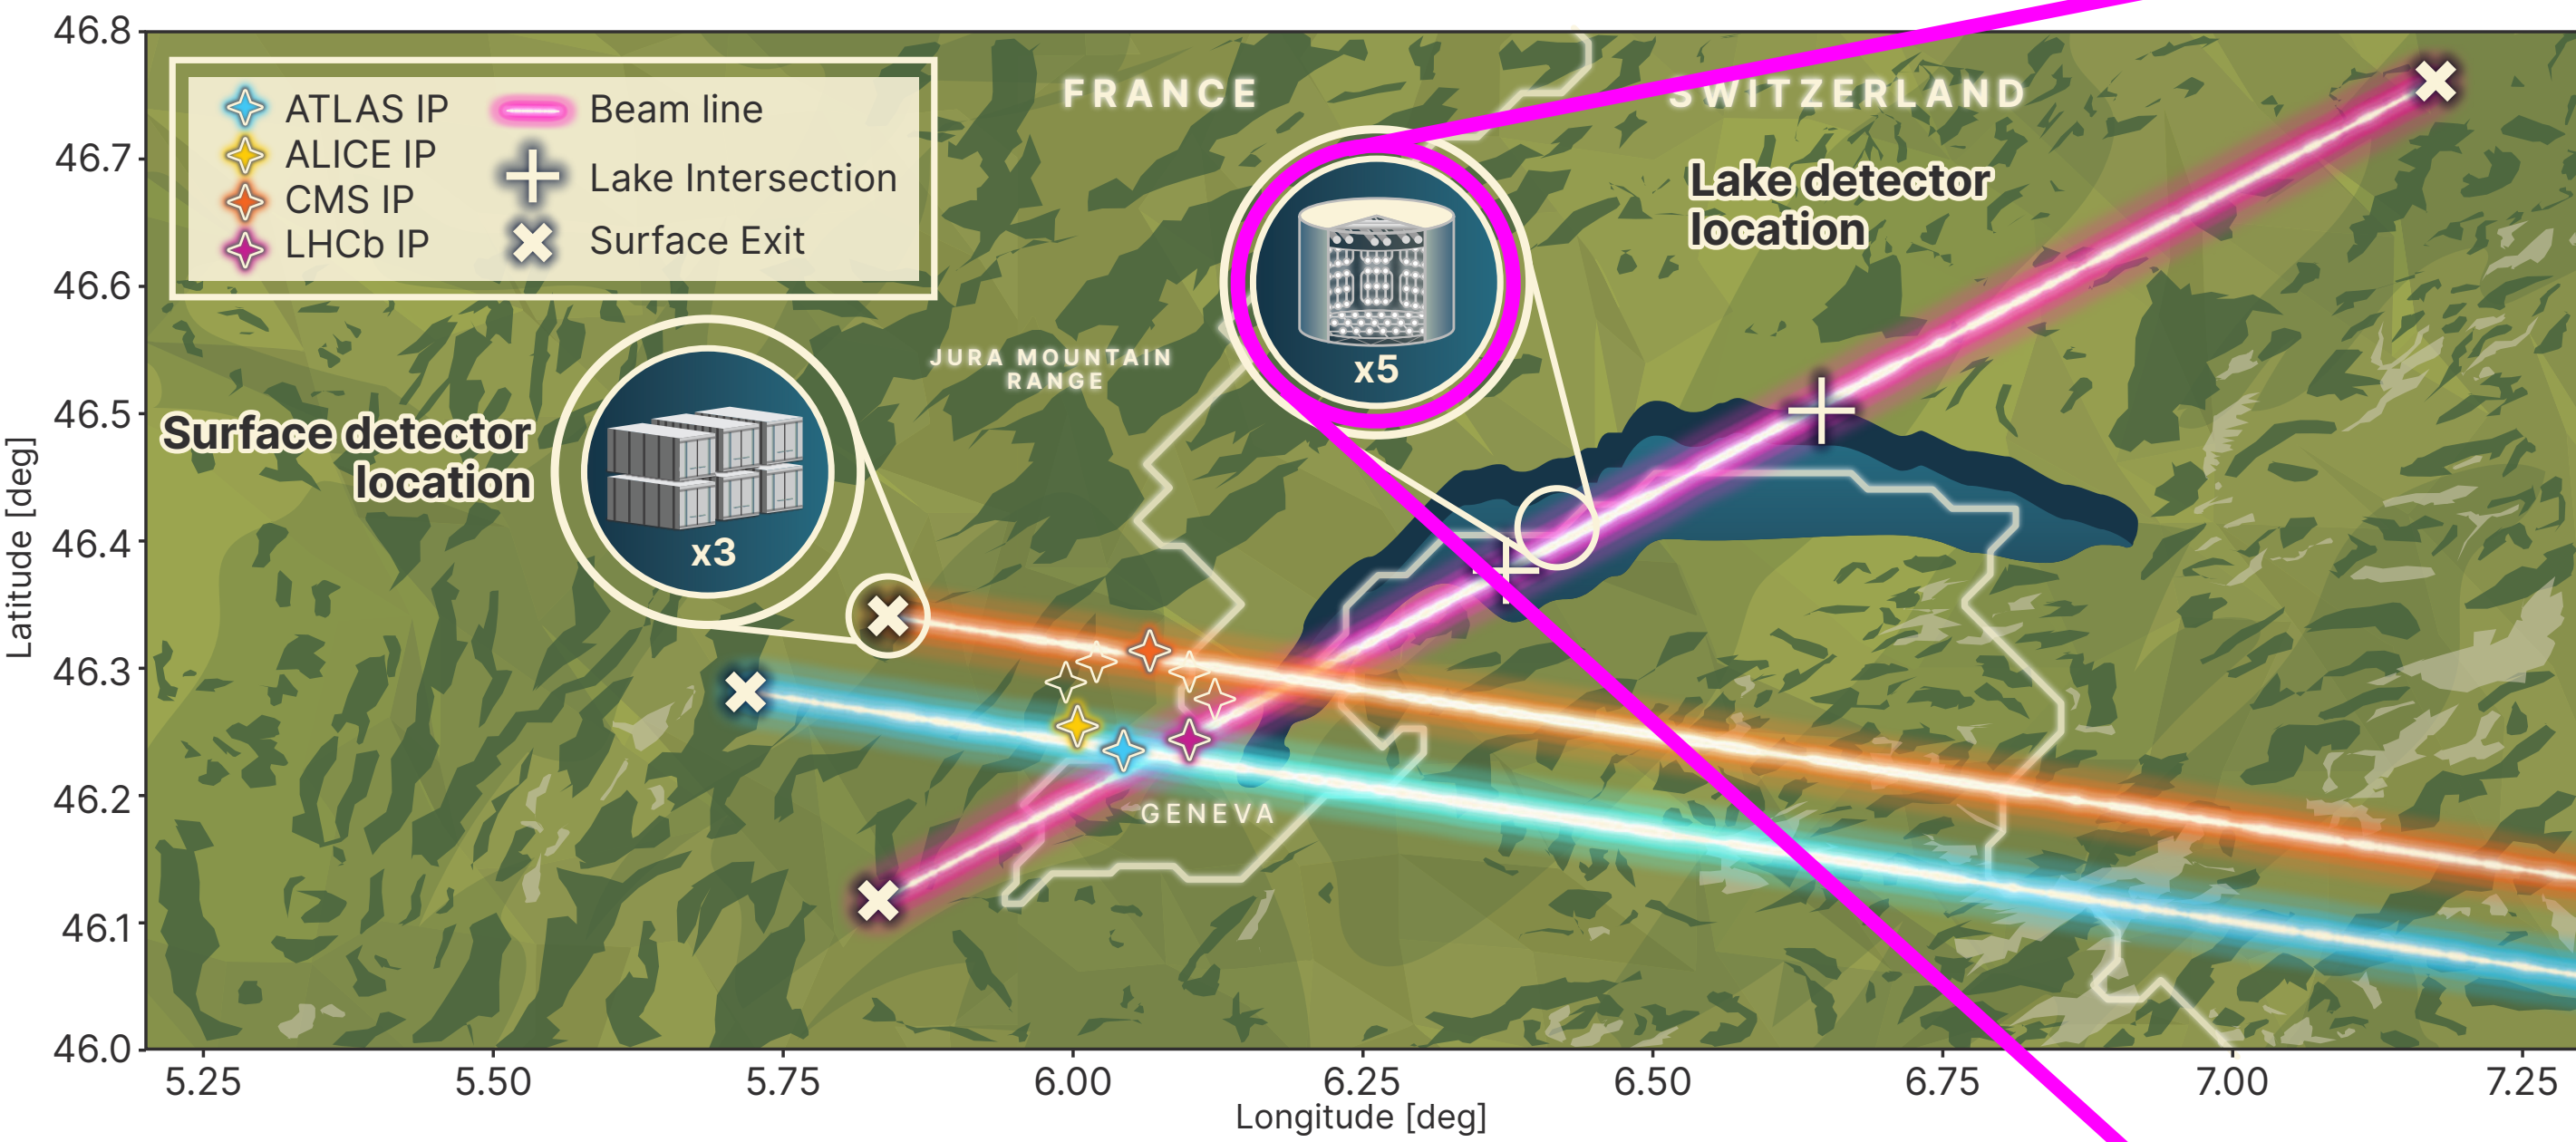 46.8
46.7
46.6
46.5
46.4
46.3
46.2
46.1
46.0
Latitude [deg]
ATLAS IP
ALICE IP
CMS IP
LHCb IP
Beam line
Lake Intersection
Surface Exit
FRANCE
SWITZERLAND
Lake detector
location
JURA MOUNTAIN
RANGE
x5
Surface detector
location
x3
GENEVA
5.25
5.50
5.75
6.00
6.25
6.50
6.75
7.00
7.25
Longitude [deg]